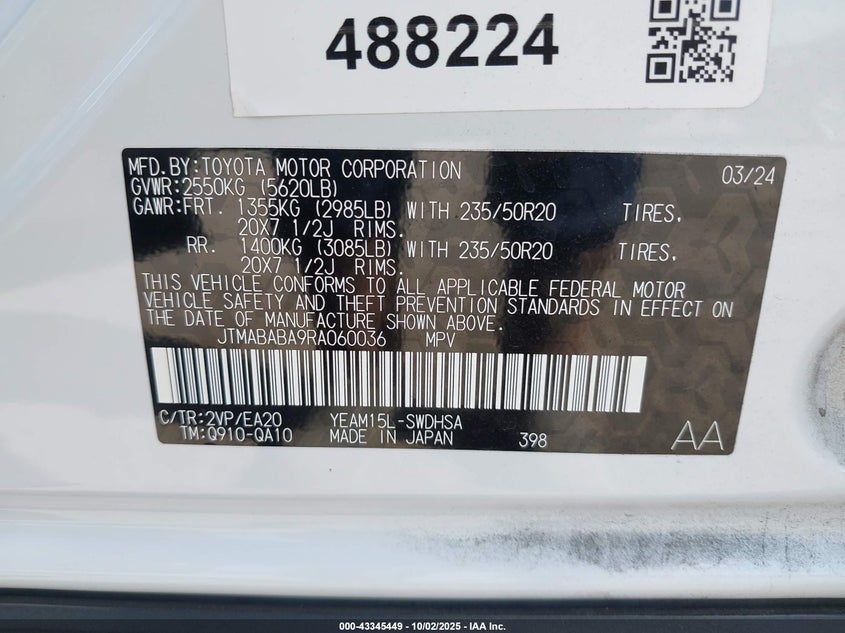 488224
MFD.BY:TOYOTA MOTOR CORPORATION 03/24
GVWR:2550KG (5620LB)
GAWR:FRT. 1355KG (2985LB) WITH 235/50R20 TIRES,
20X7 1/2J RIMS.
RR. 1400KG (3085LB) WITH 235/50R20 TIRES,
20X7 1/2J RIMS.
THIS VEHICLE CONFORMS TO ALL APPLICABLE FEDERAL MOTOR
VEHICLE SAFETY AND THEFT PREVENTION STANDARDS IN EFFECT ON
THE DATE OF MANUFACTURE SHOWN ABOVE.
JTMABABA9RA060036 MPV
C/TR:2VP/EA20 YEAM15L-SWDHSA
TM:Q910-QA10 MADE IN JAPAN 398 AA
000-43345449 - 10/02/2025 - IAA Inc.